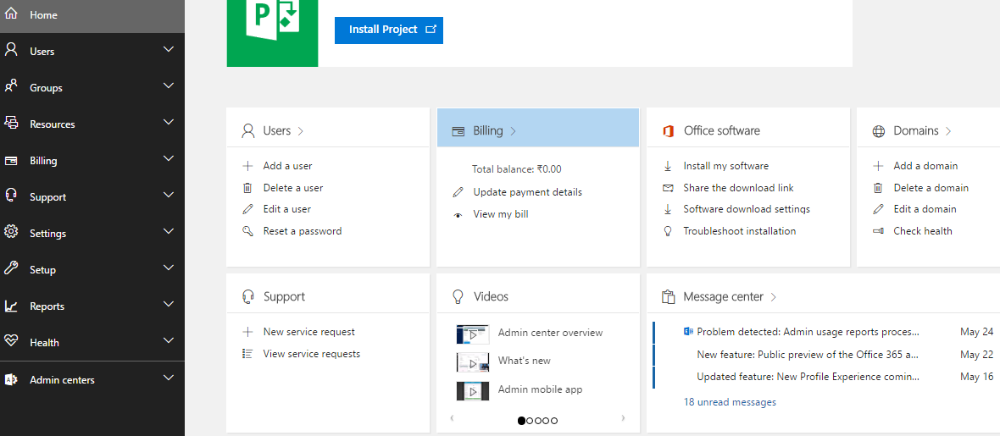 Home
Users
Groups
Resources
Billing
Support
Settings
Setup
Reports
Health
Admin centers
P
Install Project
Users
Add a user
Delete a user
Edit a user
Reset a password
Billing
Total balance: ₹0.00
Update payment details
View my bill
Office software
Install my software
Share the download link
Software download settings
Troubleshoot installation
Domains
Add a domain
Delete a domain
Edit a domain
Check health
Support
New service request
View service requests
Videos
Admin center overview
What's new
Admin mobile app
Message center
Problem detected: Admin usage reports proces... May 24
New feature: Public preview of the Office 365 a... May 22
Updated feature: New Profile Experience comin... May 16
18 unread messages